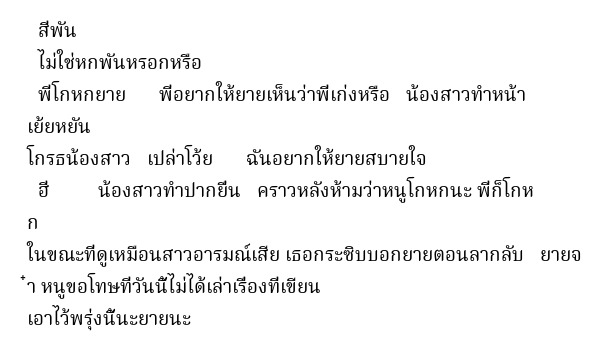 สี่พัน
ไม่ใช่หกพันหรอกหรือ
พี่โกหกยาย พี่อยากให้ยายเห็นว่าพี่เก่งหรือ น้องสาวทำหน้า
เย้ยหยัน
โกรธน้องสาว เปล่าโว้ย ฉันอยากให้ยายสบายใจ
ฮึ น้องสาวทำปากยื่น คราวหลังห้ามว่าหนูโกหกนะ พี่ก็โกห
ก
ในขณะที่ดูเหมือนสาวอารมณ์เสีย เธอกระซิบบอกยายตอนลากลับ ยายจ
๋า หนูขอโทษที่วันนี้ไม่ได้เล่าเรื่องที่เขียน
เอาไว้พรุ่งนี้นะยายนะ